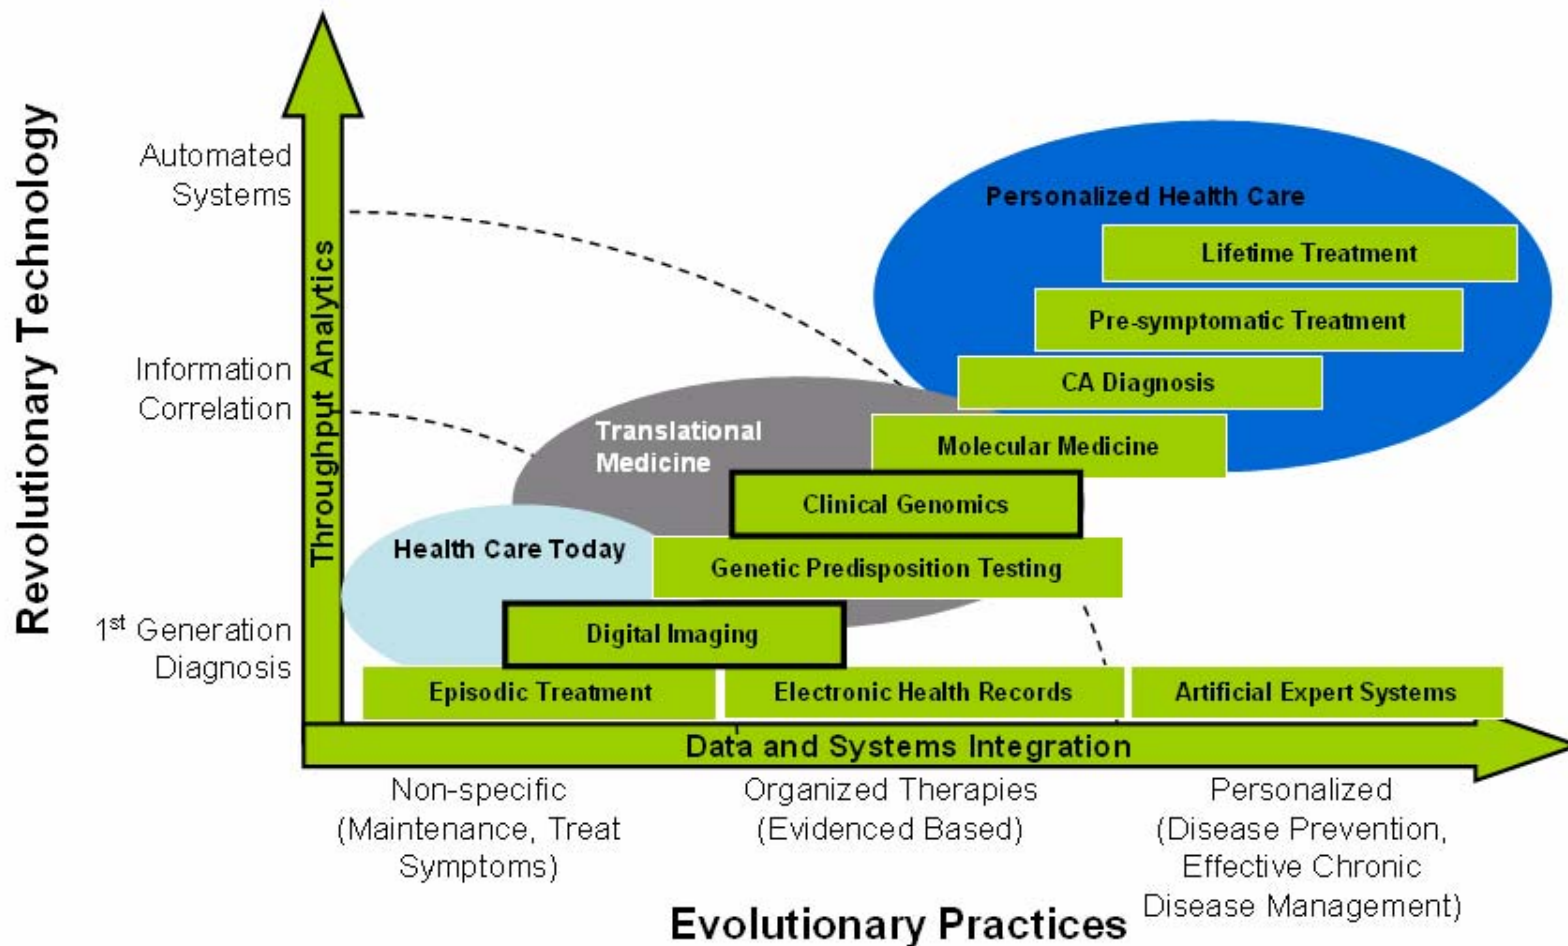 Revolutionary Technology
Throughput Analytics
Automated
Systems
Information
Correlation
1st Generation
Diagnosis
Personalized Health Care
Lifetime Treatment
Pre-symptomatic Treatment
CA Diagnosis
Translational
Medicine
Molecular Medicine
Clinical Genomics
Health Care Today
Genetic Predisposition Testing
Digital Imaging
Episodic Treatment
Electronic Health Records
Artificial Expert Systems
Data and Systems Integration
Non-specific
(Maintenance, Treat
Symptoms)
Organized Therapies
(Evidenced Based)
Personalized
(Disease Prevention,
Effective Chronic
Disease Management)
Evolutionary Practices